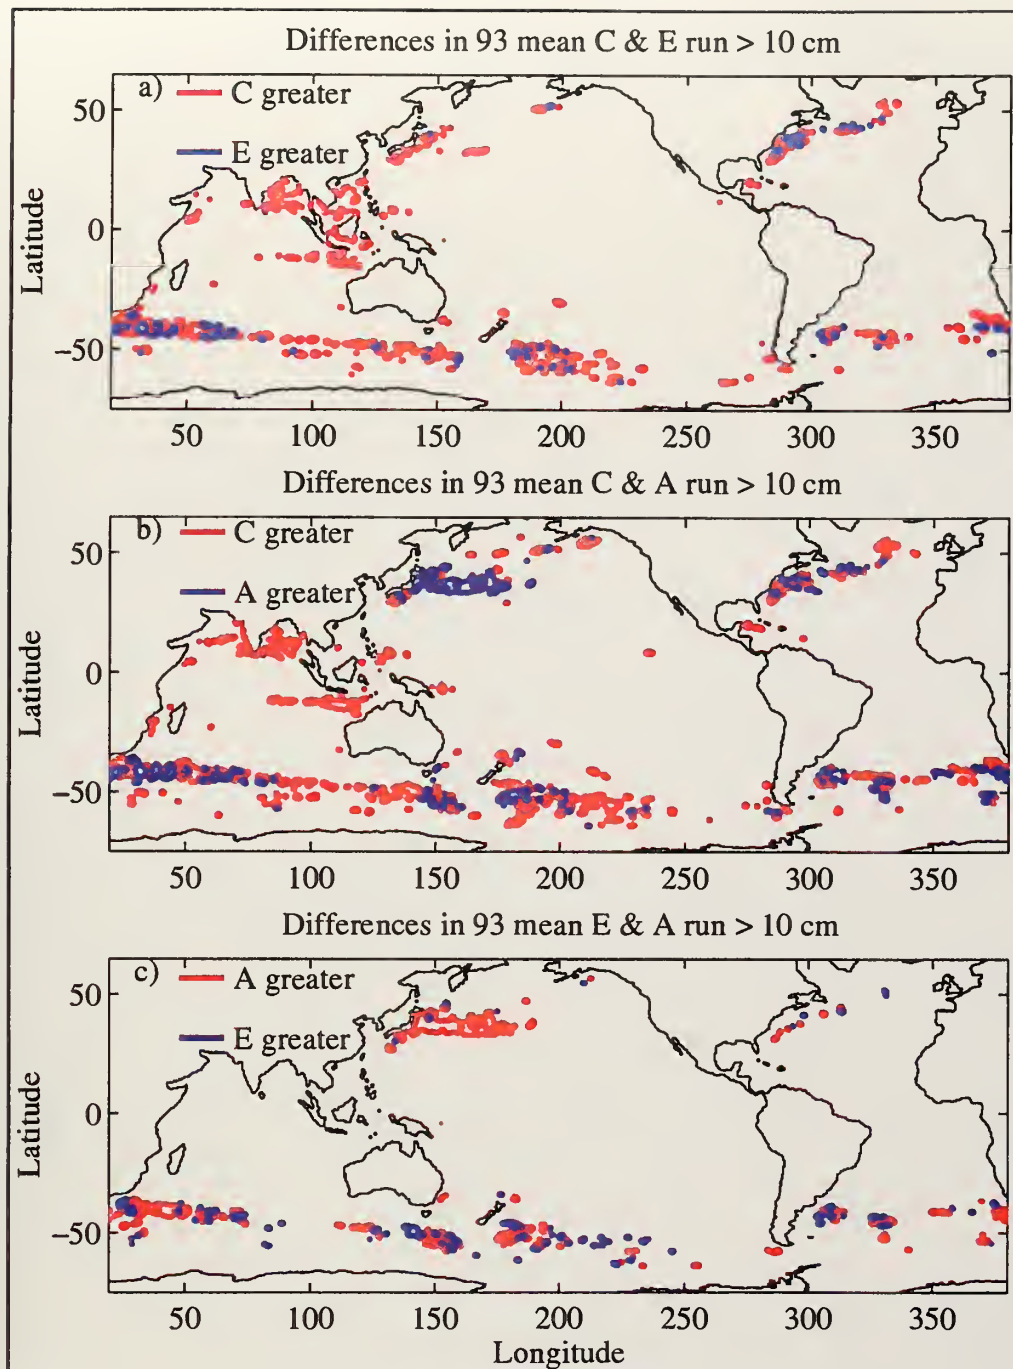 Differences in 93 mean C & E run > 10 cm
a)
C greater
E greater
50
0
−50
Latitude
50 100 150 200 250 300 350
Differences in 93 mean C & A run > 10 cm
b)
C greater
A greater
50
0
−50
Latitude
50 100 150 200 250 300 350
Differences in 93 mean E & A run > 10 cm
c)
A greater
E greater
50
0
−50
Latitude
50 100 150 200 250 300 350
Longitude